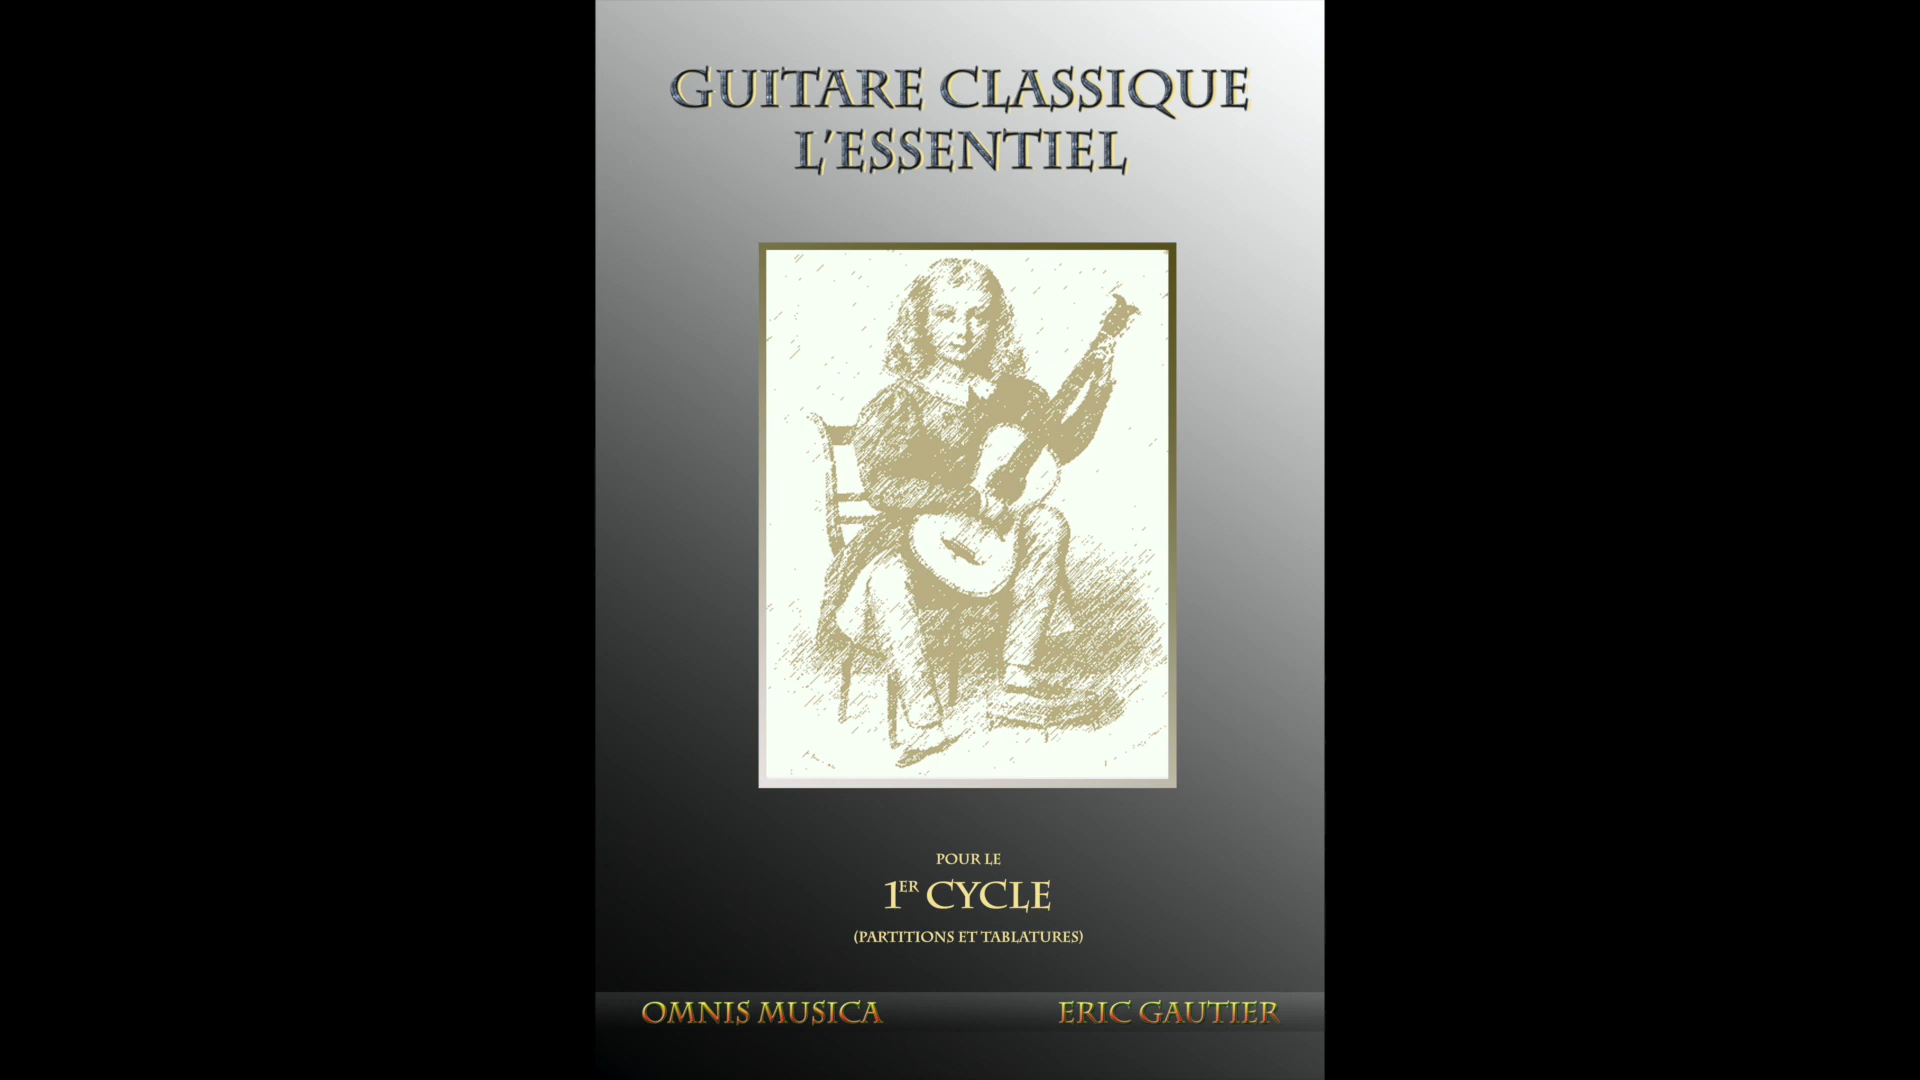 GUITARE CLASSIQUE
L'ESSENTIEL
POUR LE
1ER CYCLE
(PARTITIONS ET TABLATURES)
OMNIS MUSICA
ERIC GAUTIER